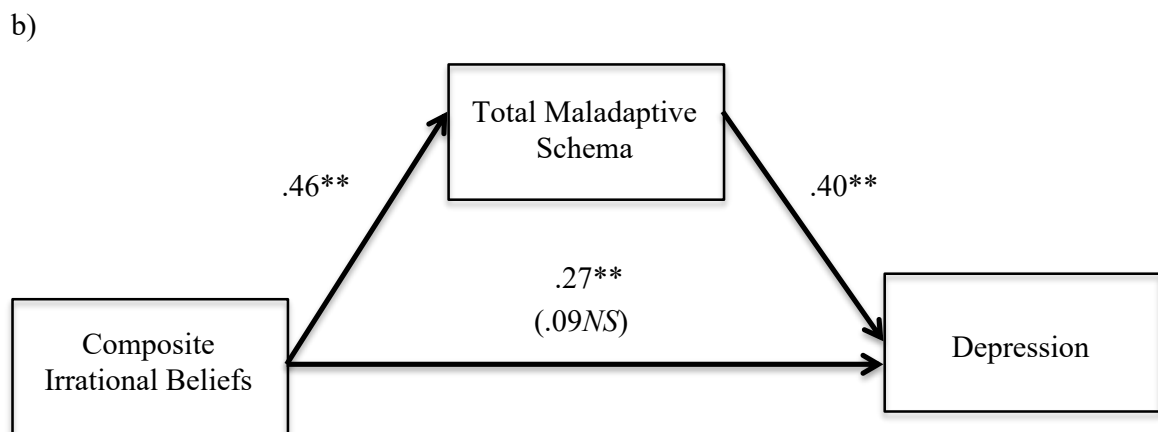 b)
Total Maladaptive
Schema
.46**
.40**
.27**
(.09NS)
Composite
Irrational Beliefs
Depression